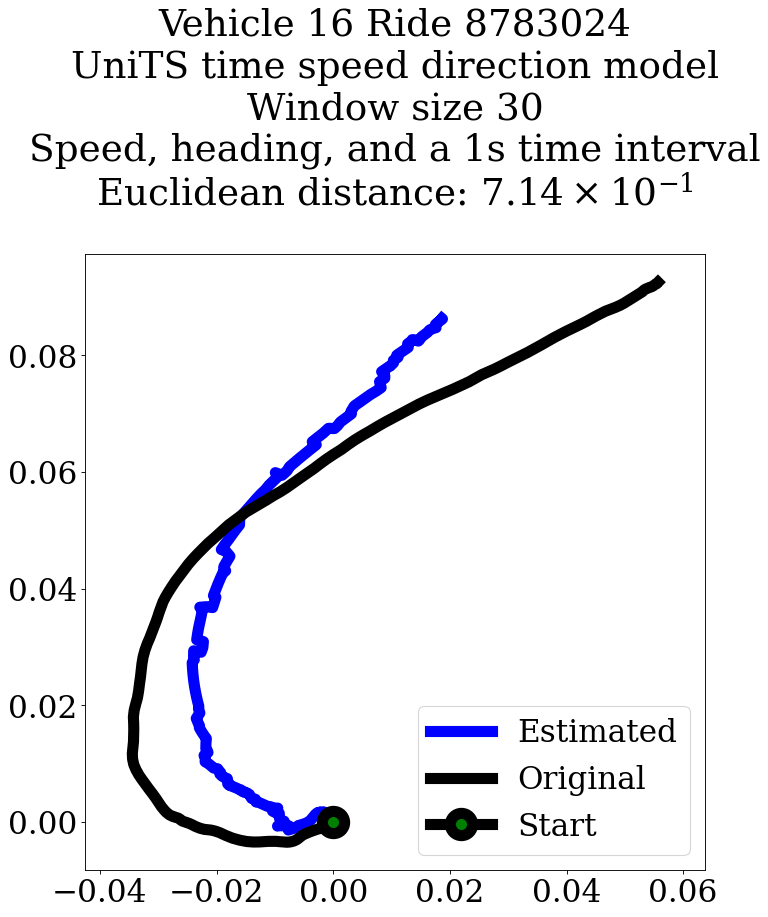 Vehicle 16 Ride 8783024
UniTS time speed direction model
Window size 30
Speed, heading, and a 1s time interval
Euclidean distance: 7.14 × 10⁻¹
0.08
0.06
0.04
0.02
0.00
−0.04 −0.02 0.00 0.02 0.04 0.06
Estimated
Original
Start